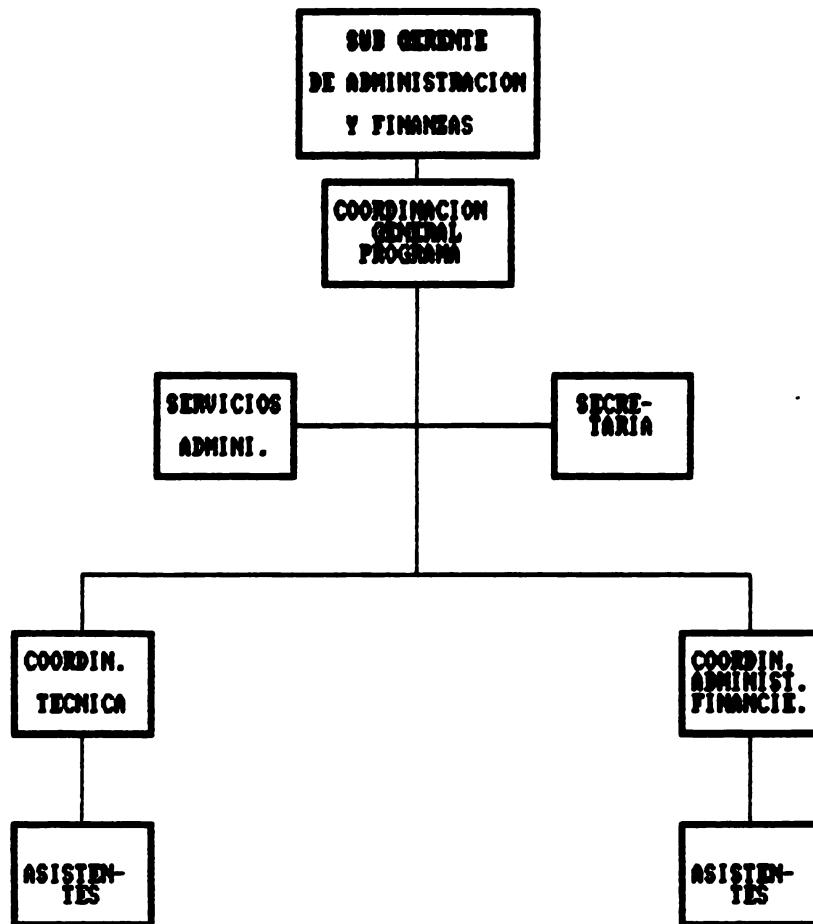 SUB GERENTE
DE ADMINISTRACION
Y FINANZAS
COORDINACION
GENERAL
PROGRAMA
SERVICIOS
ADMINI.
SECRE-
TARIA
COORDIN.
TECNICA
COORDIN.
ADMINIST.
FINANCIE.
ASISTEN-
TES
ASISTEN-
TES